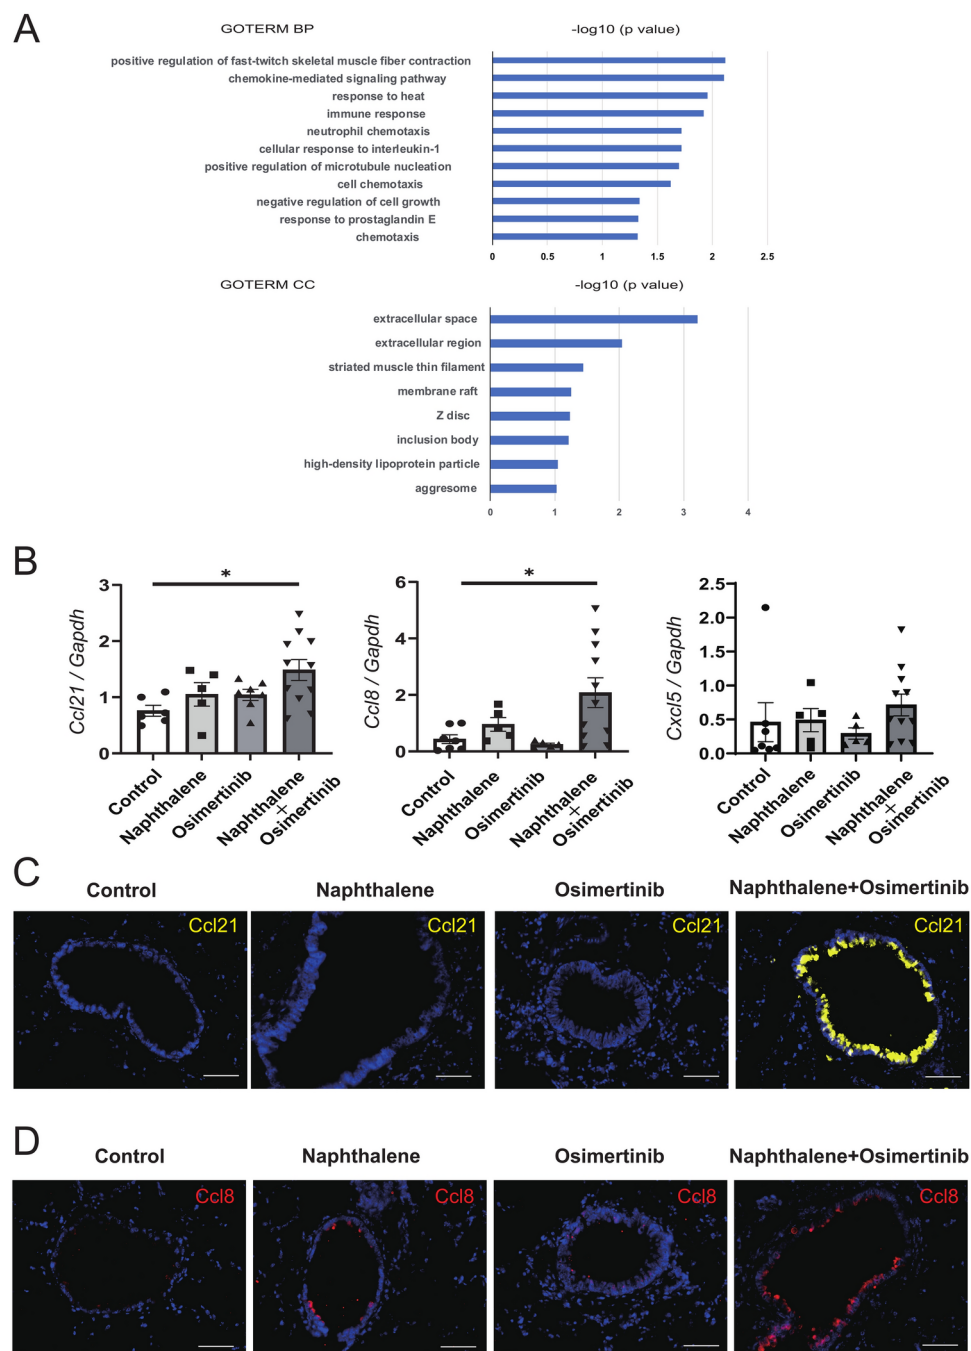 A
GOTERM BP
-log10 (p value)
positive regulation of fast-twitch skeletal muscle fiber contraction
chemokine-mediated signaling pathway
response to heat
immune response
neutrophil chemotaxis
cellular response to interleukin-1
positive regulation of microtubule nucleation
cell chemotaxis
negative regulation of cell growth
response to prostaglandin E
chemotaxis
0 0.5 1 1.5 2 2.5
GOTERM CC
-log10 (p value)
extracellular space
extracellular region
striated muscle thin filament
membrane raft
Z disc
inclusion body
high-density lipoprotein particle
aggresome
0 1 2 3 4
B
Ccl21 / Gapdh
3
2
1
0
*
Control
Naphthalene
Osimertinib
Naphthalene
+
Osimertinib
Ccl8 / Gapdh
6
4
2
0
*
Control
Naphthalene
Osimertinib
Naphthalene
+
Osimertinib
Cxcl5 / Gapdh
2.5
2.0
1.5
1.0
0.5
0.0
Control
Naphthalene
Osimertinib
Naphthalene
+
Osimertinib
C
Control
Naphthalene
Osimertinib
Naphthalene+Osimertinib
Ccl21
Ccl21
Ccl21
Ccl21
D
Control
Naphthalene
Osimertinib
Naphthalene+Osimertinib
Ccl8
Ccl8
Ccl8
Ccl8